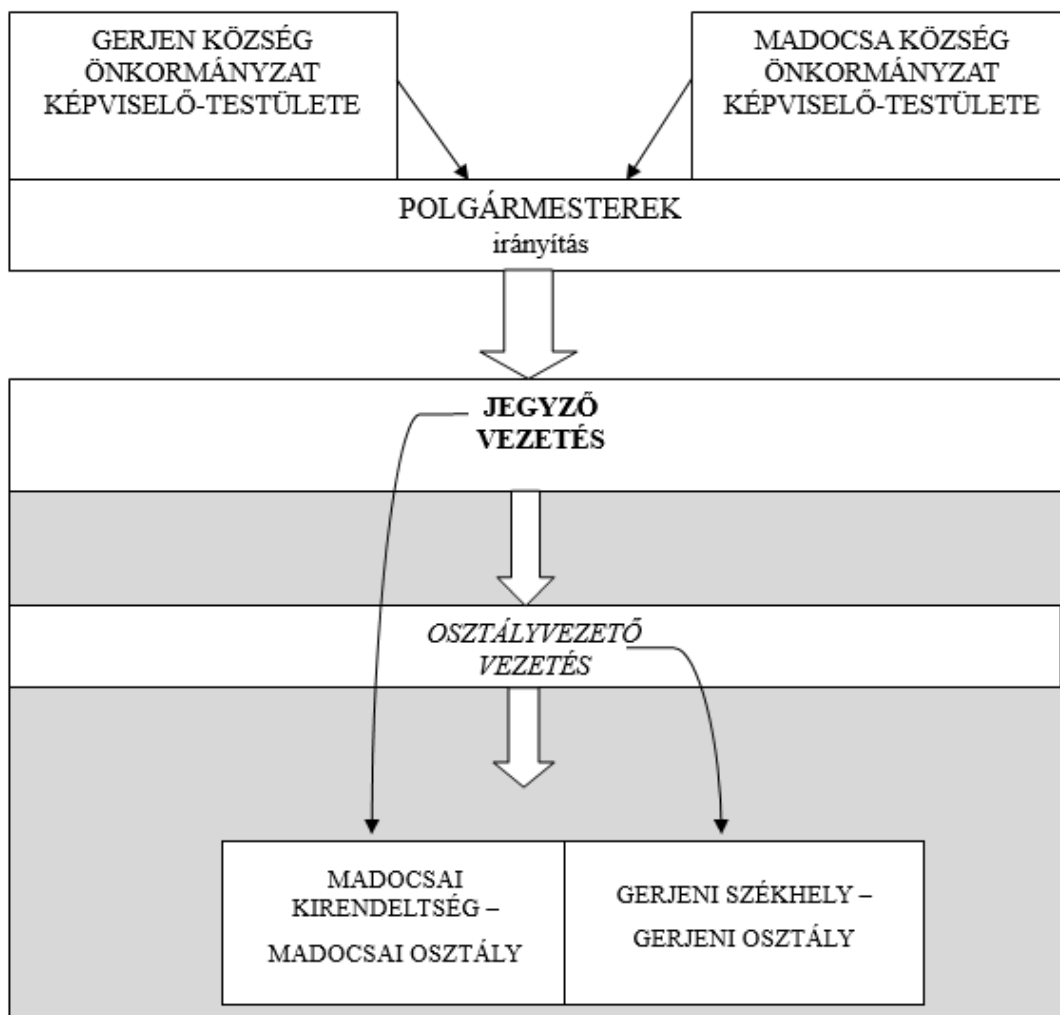 GERJEN KÖZSÉG
ÖNKORMÁNYZAT
KÉPVISELŐ-TESTÜLETE
MADOCSA KÖZSÉG
ÖNKORMÁNYZAT
KÉPVISELŐ-TESTÜLETE
POLGÁRMESTEREK
irányítás
JEGYZŐ
VEZETÉS
OSZTÁLYVEZETŐ
VEZETÉS
MADOCSAI
KIRENDELTSÉG –
MADOCSAI OSZTÁLY
GERJENI SZÉKHELY –
GERJENI OSZTÁLY